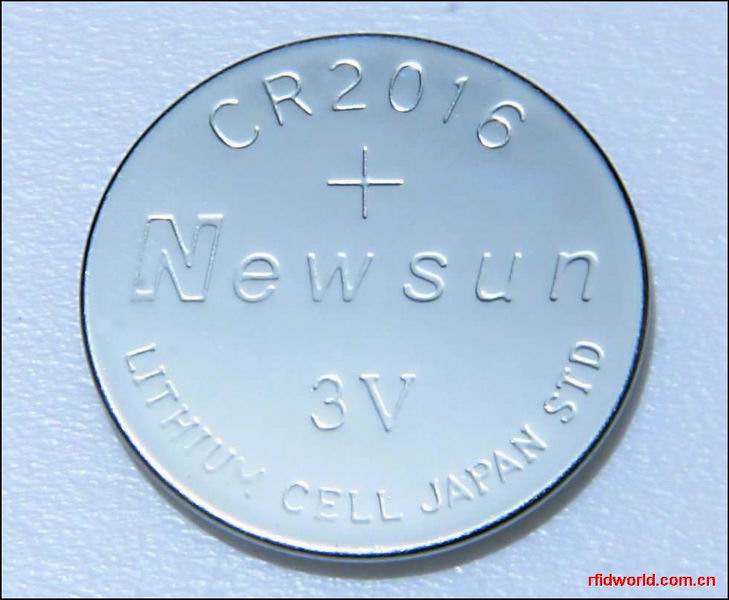 CR2016
+
Newsun
3V
LITHIUM CELL JAPAN STD
rfidworld.com.cn